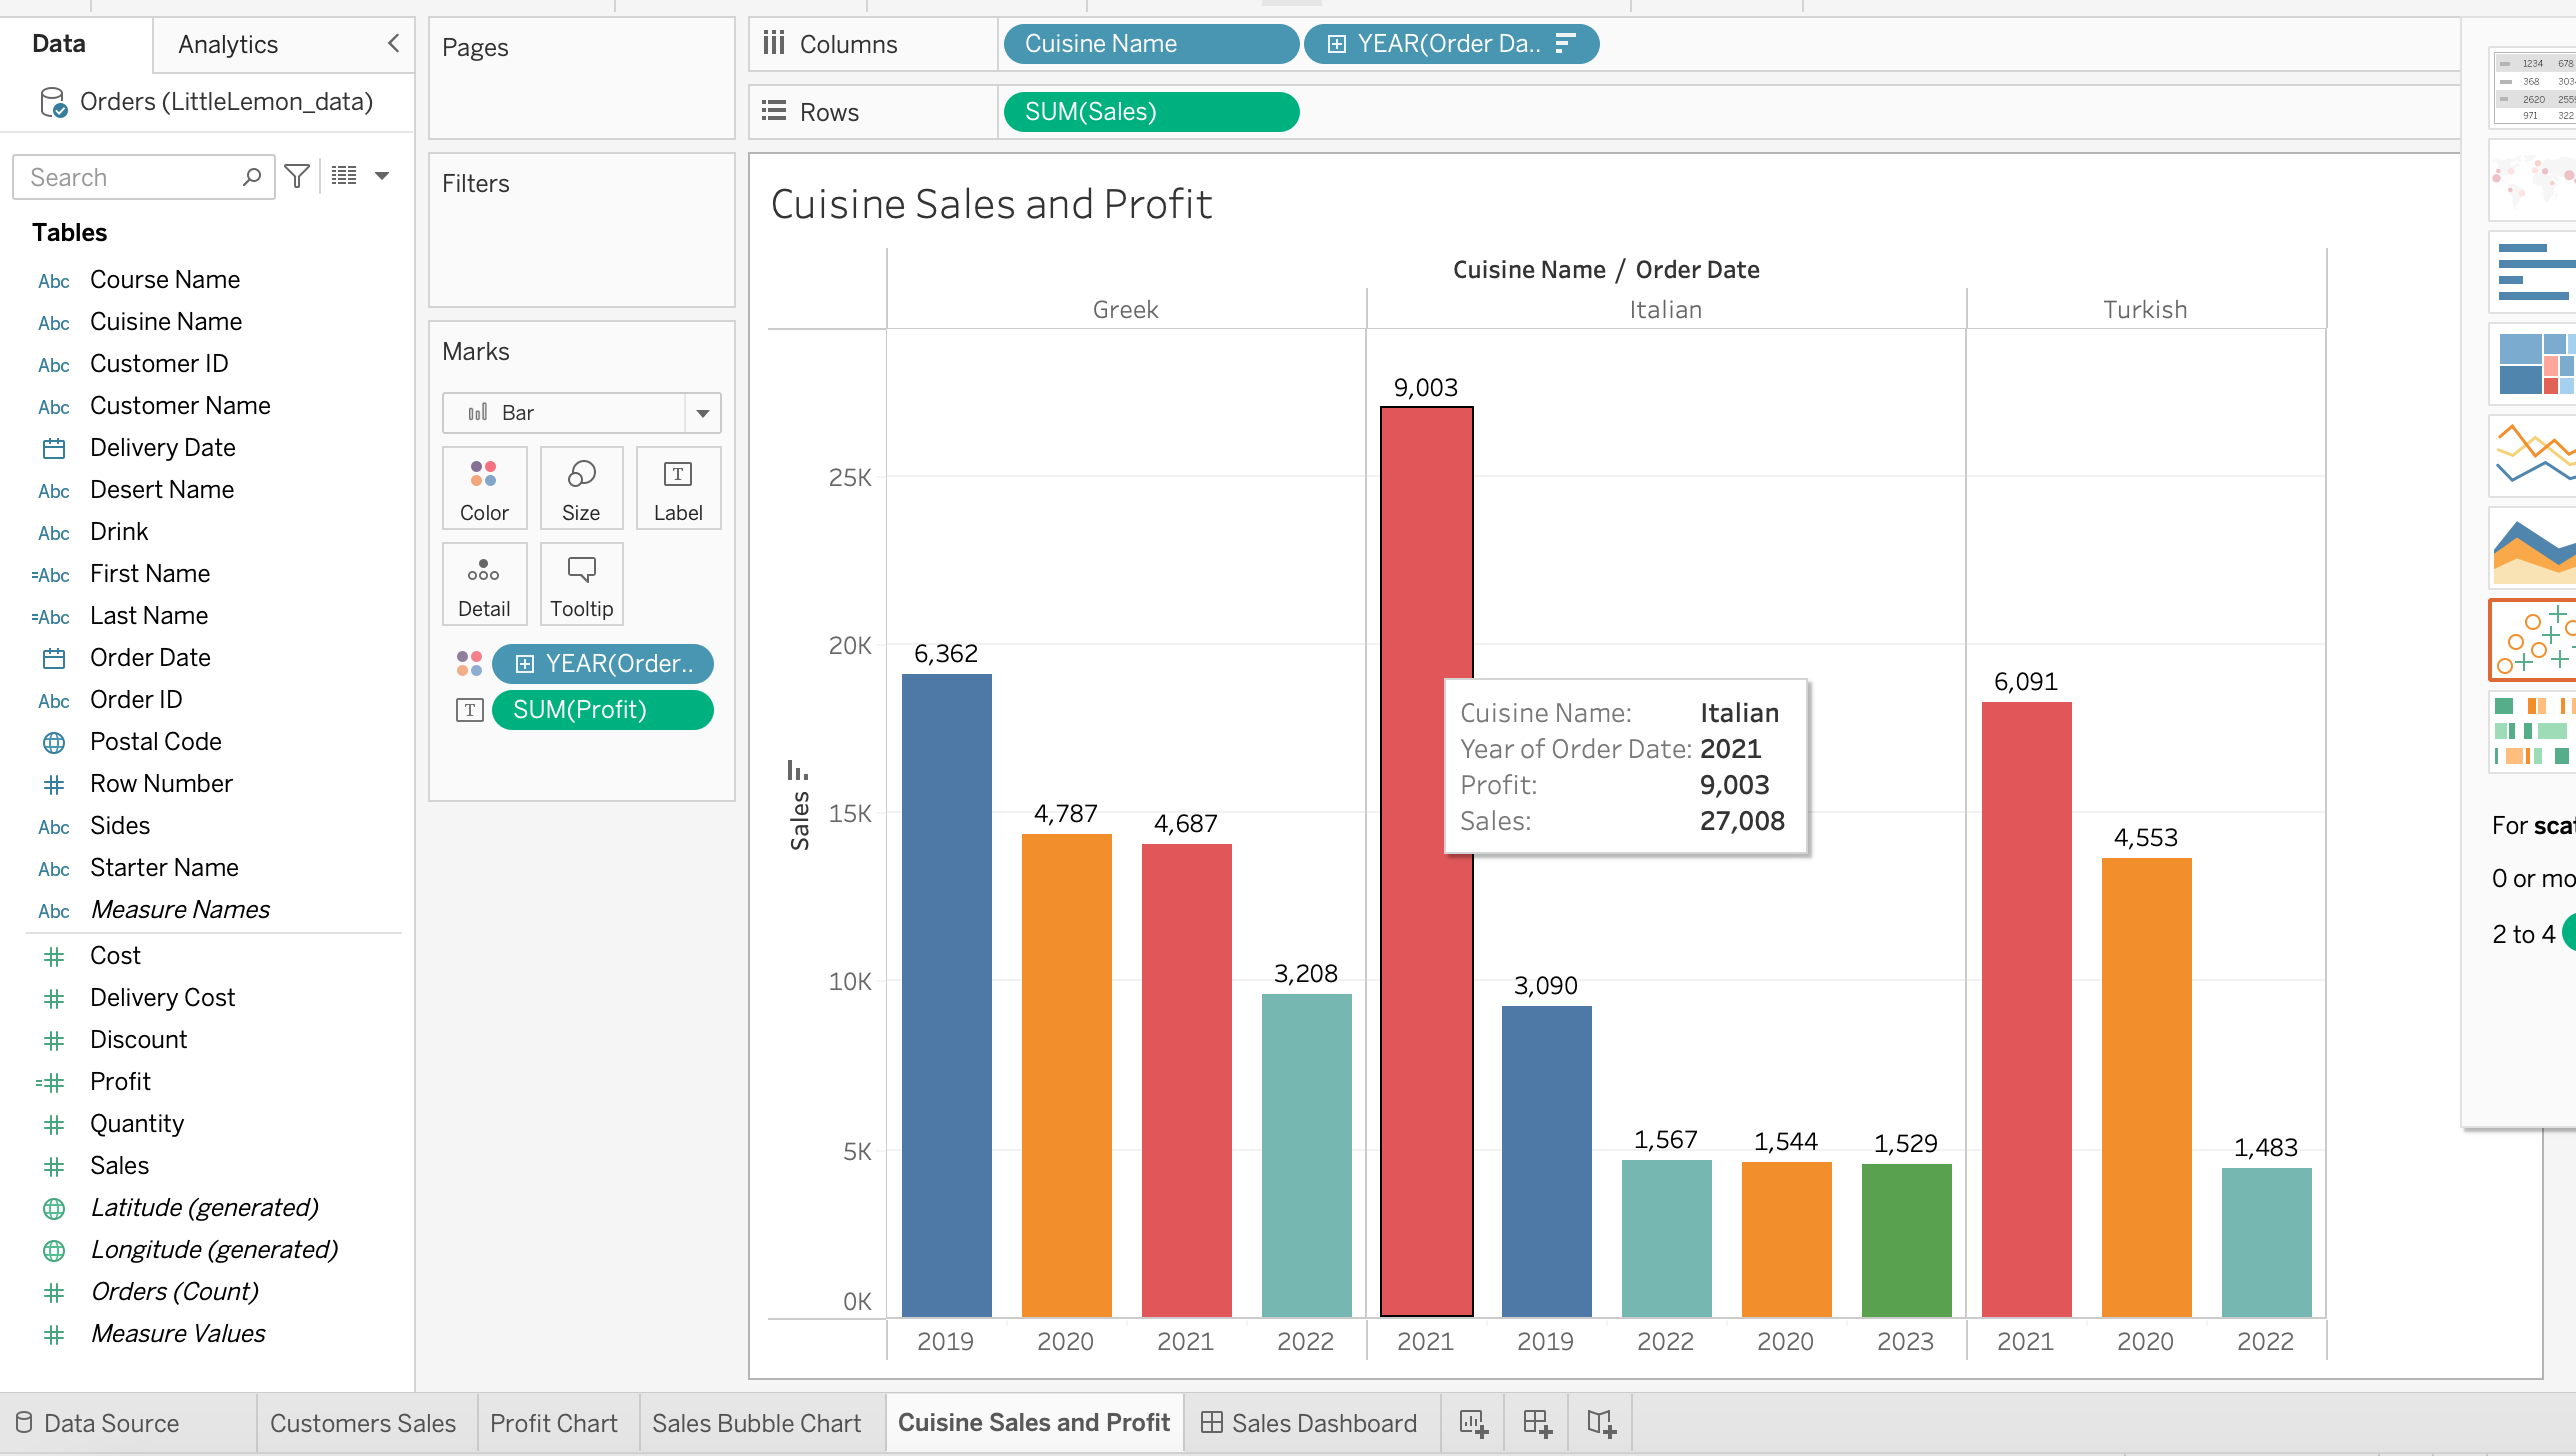 Data
Analytics
Orders (LittleLemon_data)
Search
Tables
Abc Course Name
Abc Cuisine Name
Abc Customer ID
Abc Customer Name
Delivery Date
Abc Desert Name
Abc Drink
=Abc First Name
=Abc Last Name
Order Date
Abc Order ID
Postal Code
# Row Number
Abc Sides
Abc Starter Name
Abc Measure Names
# Cost
# Delivery Cost
# Discount
=# Profit
# Quantity
# Sales
Latitude (generated)
Longitude (generated)
# Orders (Count)
# Measure Values
Pages
Filters
Marks
Bar
Color Size Label
Detail Tooltip
YEAR(Order..
T SUM(Profit)
Columns Cuisine Name YEAR(Order Da..
Rows SUM(Sales)
Cuisine Sales and Profit
Cuisine Name / Order Date
Greek Italian Turkish
Sales
25K
20K
15K
10K
5K
0K
6,362
4,787
4,687
3,208
9,003
3,090
1,567
1,544
1,529
6,091
4,553
1,483
Cuisine Name: Italian
Year of Order Date: 2021
Profit: 9,003
Sales: 27,008
2019 2020 2021 2022 2021 2019 2022 2020 2023 2021 2020 2022
1234 678
368 303
2620 255
971 322
For scat
0 or mo
2 to 4
Data Source
Customers Sales
Profit Chart
Sales Bubble Chart
Cuisine Sales and Profit
Sales Dashboard